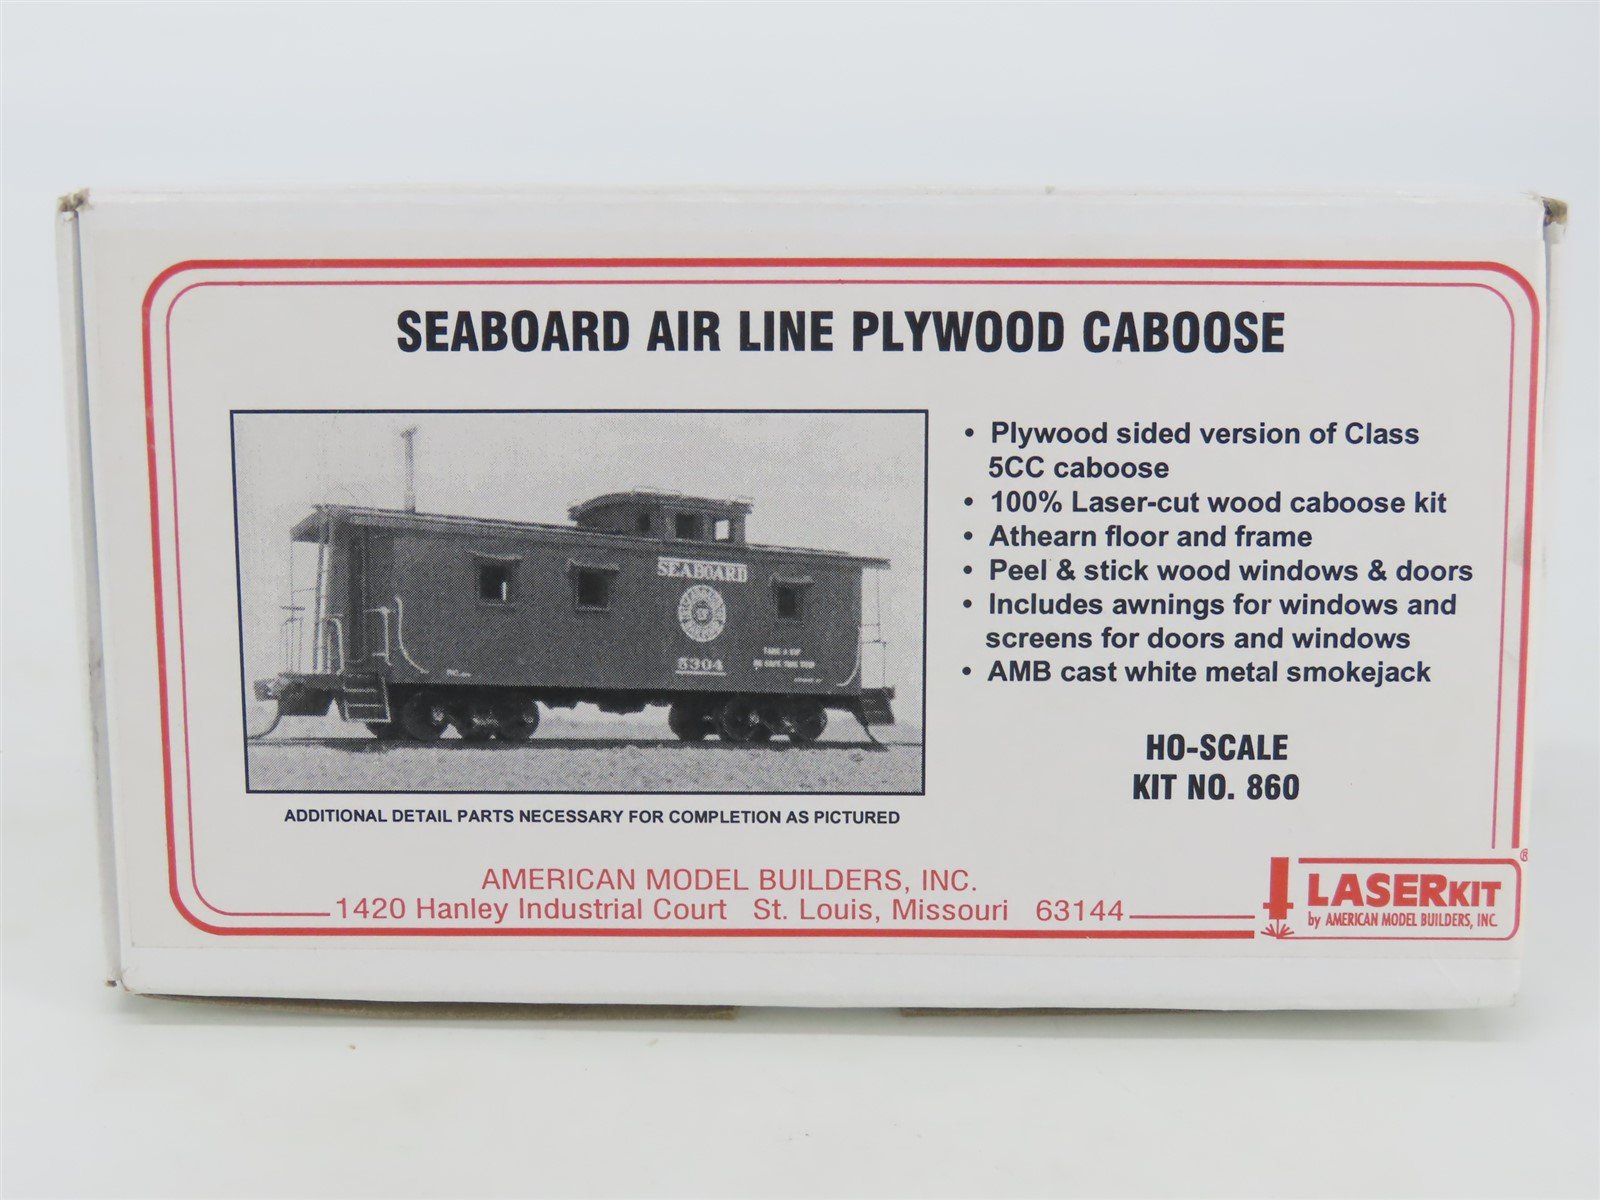 SEABOARD AIR LINE PLYWOOD CABOOSE
SEABOARD
5304
• Plywood sided version of Class
5CC caboose
• 100% Laser-cut wood caboose kit
• Athearn floor and frame
• Peel & stick wood windows & doors
• Includes awnings for windows and
screens for doors and windows
• AMB cast white metal smokejack
HO-SCALE
KIT NO. 860
ADDITIONAL DETAIL PARTS NECESSARY FOR COMPLETION AS PICTURED
AMERICAN MODEL BUILDERS, INC.
1420 Hanley Industrial Court St. Louis, Missouri 63144
LASERKIT®
by AMERICAN MODEL BUILDERS, INC.